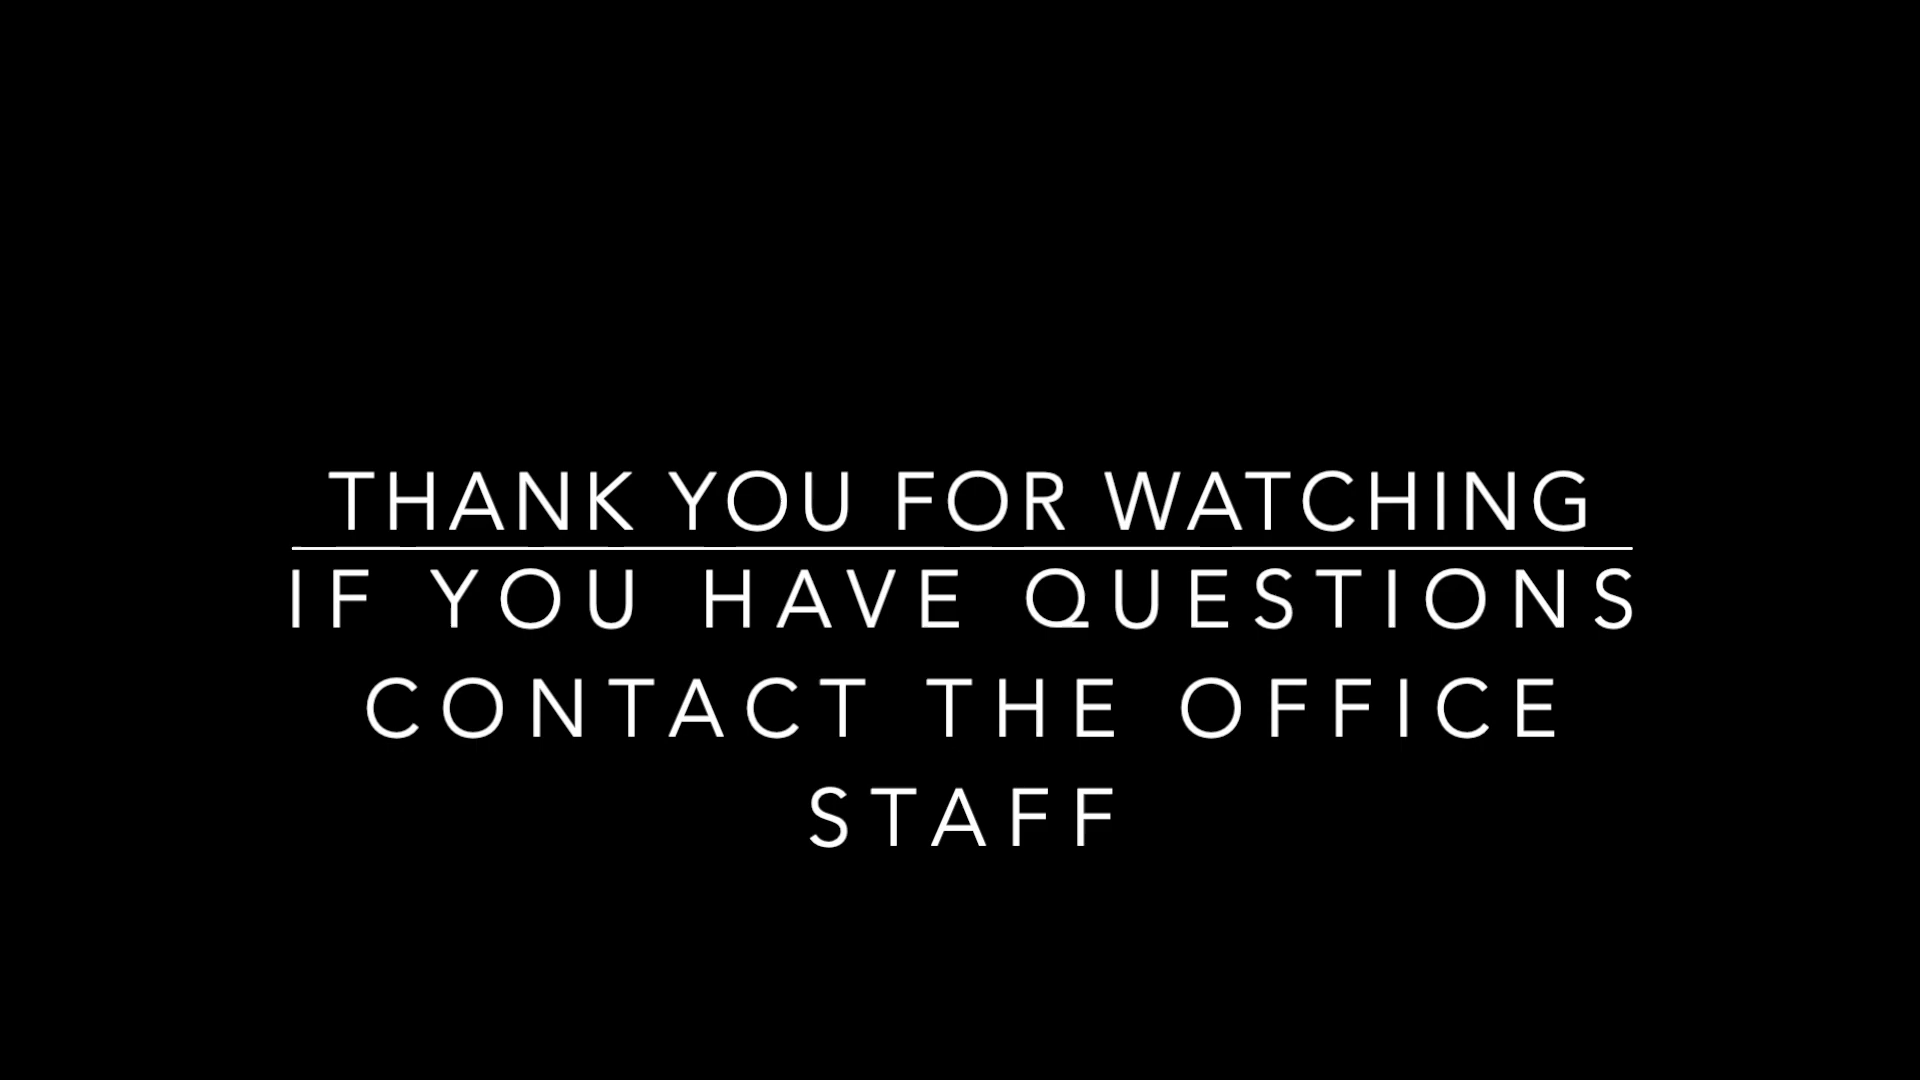 THANK YOU FOR WATCHING
IF YOU HAVE QUESTIONS
CONTACT THE OFFICE
STAFF